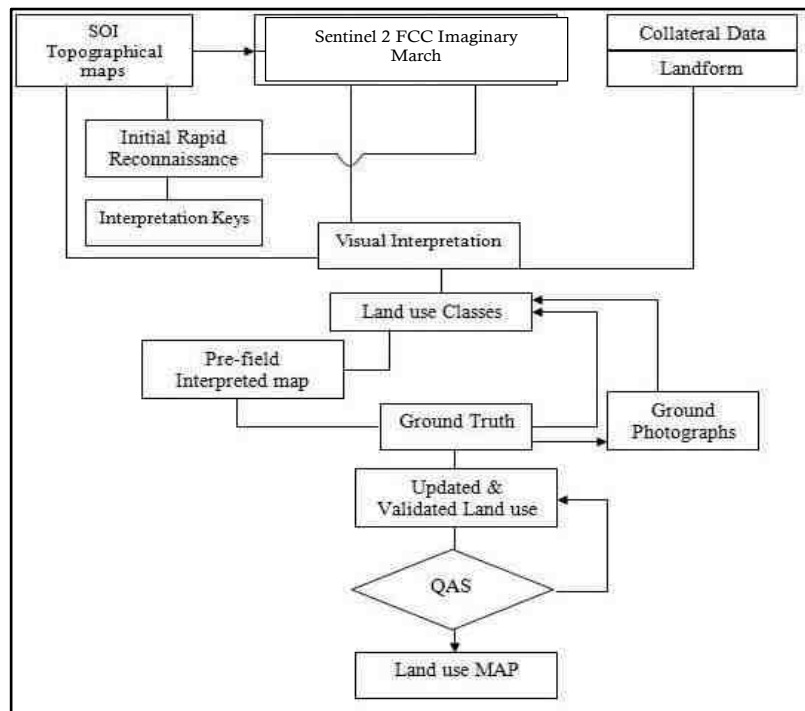 SOI
Topographical
maps
Sentinel 2 FCC Imaginary
March
Collateral Data
Landform
Initial Rapid
Reconnaissance
Interpretation Keys
Visual Interpretation
Land use Classes
Pre-field
Interpreted map
Ground Truth
Ground
Photographs
Updated &
Validated Land use
QAS
Land use MAP